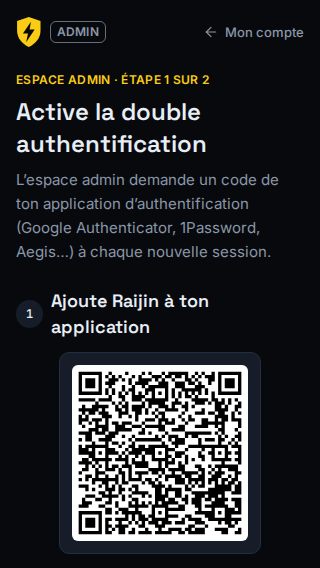 ADMIN
← Mon compte
ESPACE ADMIN · ÉTAPE 1 SUR 2
Active la double
authentification
L'espace admin demande un code de
ton application d'authentification
(Google Authenticator, 1Password,
Aegis…) à chaque nouvelle session.
1
Ajoute Raijin à ton
application